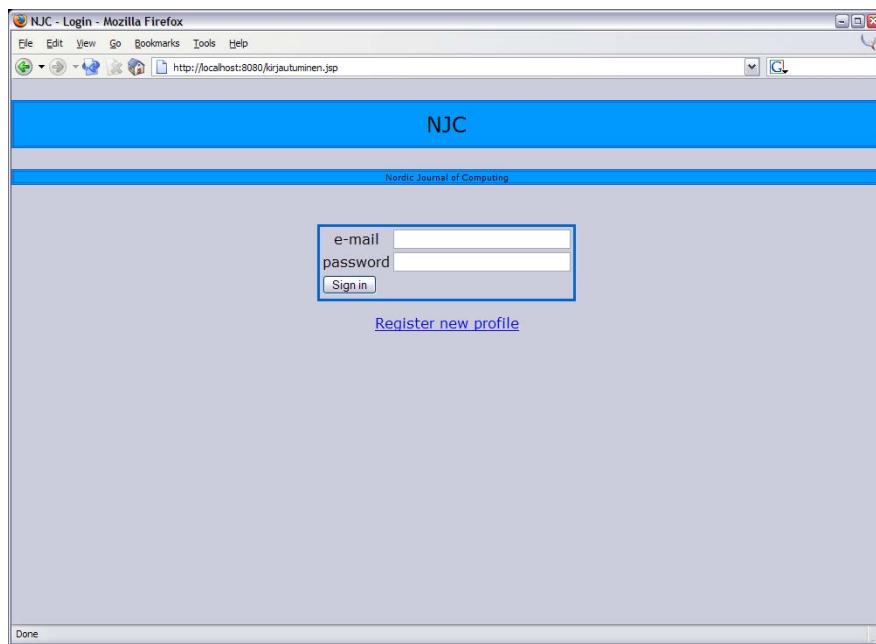 NJC - Login - Mozilla Firefox
File Edit View Go Bookmarks Tools Help
http://localhost:8080/kirjautuminen.jsp
G
NJC
Nordic Journal of Computing
e-mail
password
Sign in
Register new profile
Done